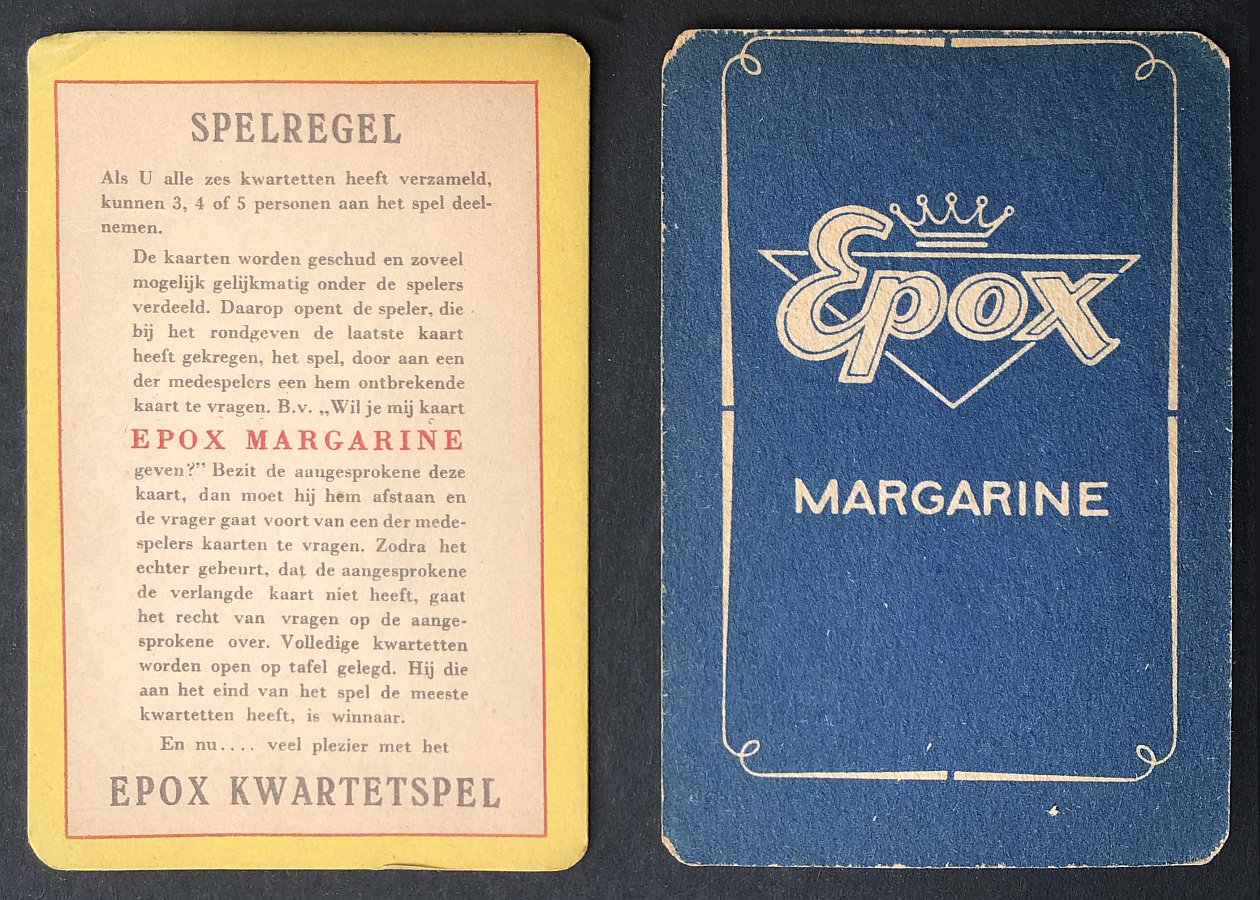 SPELREGEL
Als U alle zes kwartetten heeft verzameld,
kunnen 3, 4 of 5 personen aan het spel deel-
nemen.
De kaarten worden geschud en zoveel
mogelijk gelijkmatig onder de spelers
verdeeld. Daarop opent de speler, die
bij het rondgeven de laatste kaart
heeft gekregen, het spel, door aan een
der medespelers een hem ontbrekende
kaart te vragen. B.v. „Wil je mij kaart
EPOX MARGARINE
geven?” Bezit de aangesprokene deze
kaart, dan moet hij hem afstaan en
de vrager gaat voort van een der mede-
spelers kaarten te vragen. Zodra het
echter gebeurt, dat de aangesprokene
de verlangde kaart niet heeft, gaat
het recht van vragen op de aange-
sprokene over. Volledige kwartetten
worden open op tafel gelegd. Hij die
aan het eind van het spel de meeste
kwartetten heeft, is winnaar.
En nu.... veel plezier met het
EPOX KWARTETSPEL
Epox
MARGARINE